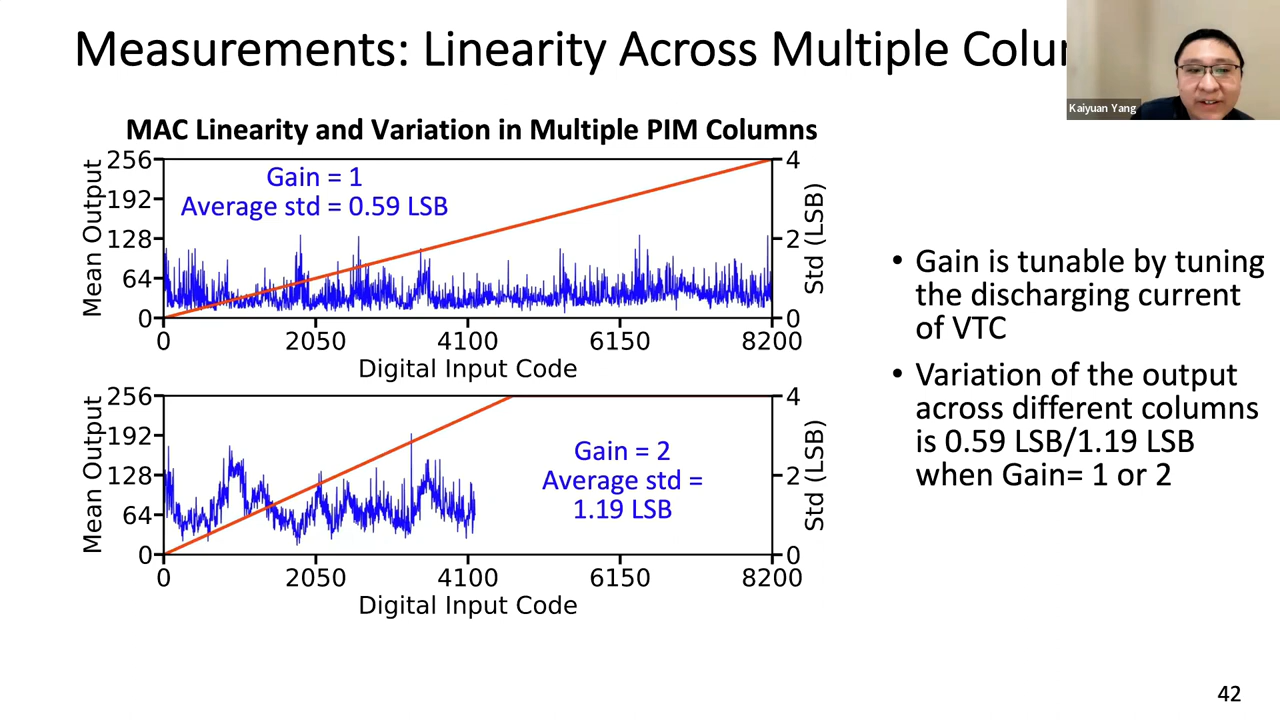 Measurements: Linearity Across Multiple
Kaiyuan Yang
MAC Linearity and Variation in Multiple PIM Columns
256
192
128
64
0
Mean Output
Gain = 1
Average std = 0.59 LSB
4
2
0
Std (LSB)
0 2050 4100 6150 8200
Digital Input Code
256
192
128
64
0
Mean Output
Gain = 2
Average std =
1.19 LSB
4
2
0
Std (LSB)
0 2050 4100 6150 8200
Digital Input Code
• Gain is tunable by tuning
the discharging current
of VTC
• Variation of the output
across different columns
is 0.59 LSB/1.19 LSB
when Gain= 1 or 2
42